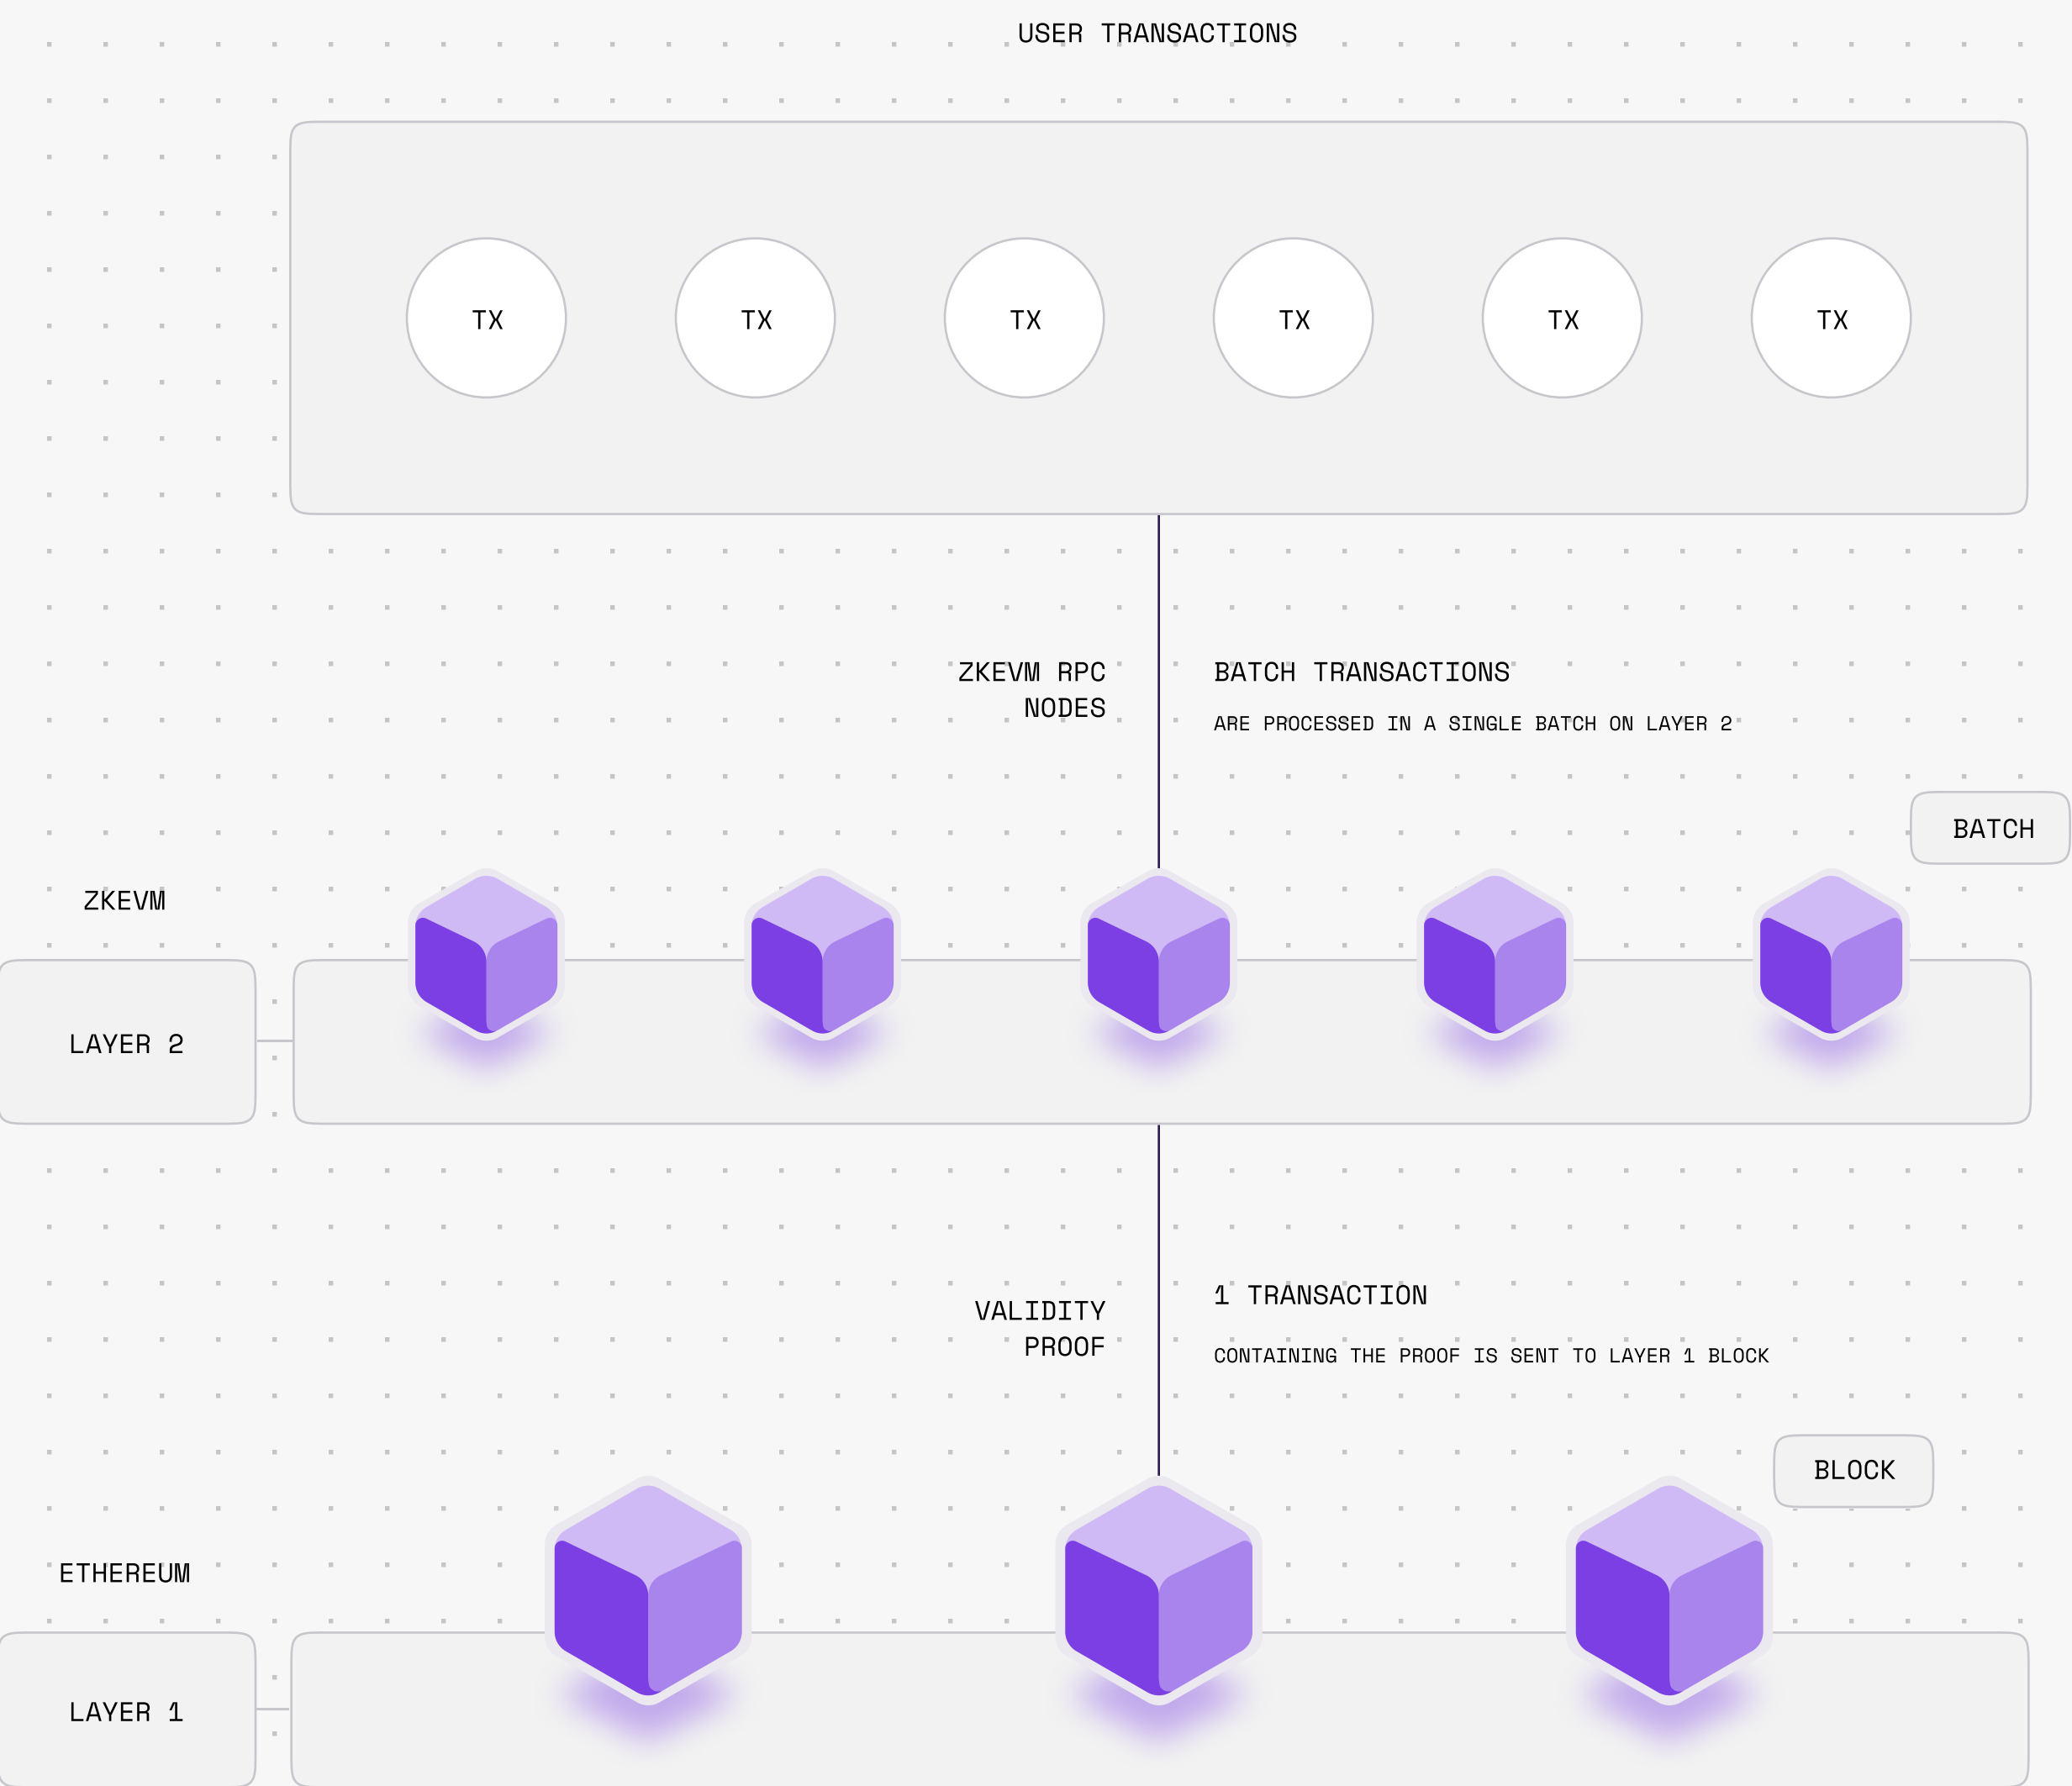 USER TRANSACTIONS
TX
TX
TX
TX
TX
TX
ZKEVM RPC
NODES
BATCH TRANSACTIONS
ARE PROCESSED IN A SINGLE BATCH ON LAYER 2
BATCH
ZKEVM
LAYER 2
VALIDITY
PROOF
1 TRANSACTION
CONTAINING THE PROOF IS SENT TO LAYER 1 BLOCK
BLOCK
ETHEREUM
LAYER 1